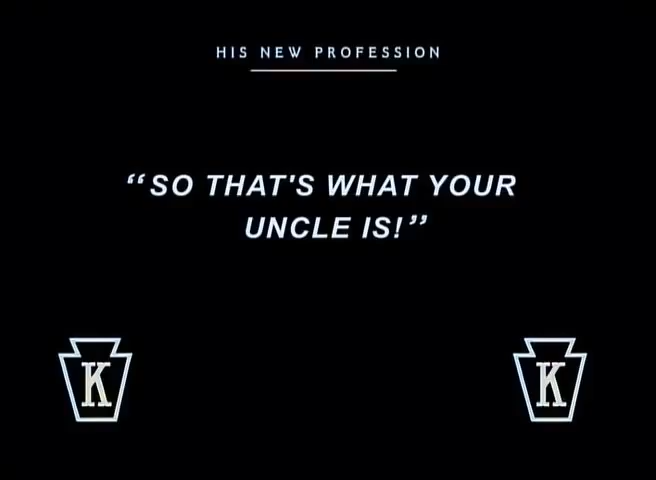 HIS NEW PROFESSION
“SO THAT'S WHAT YOUR
UNCLE IS!”
K K